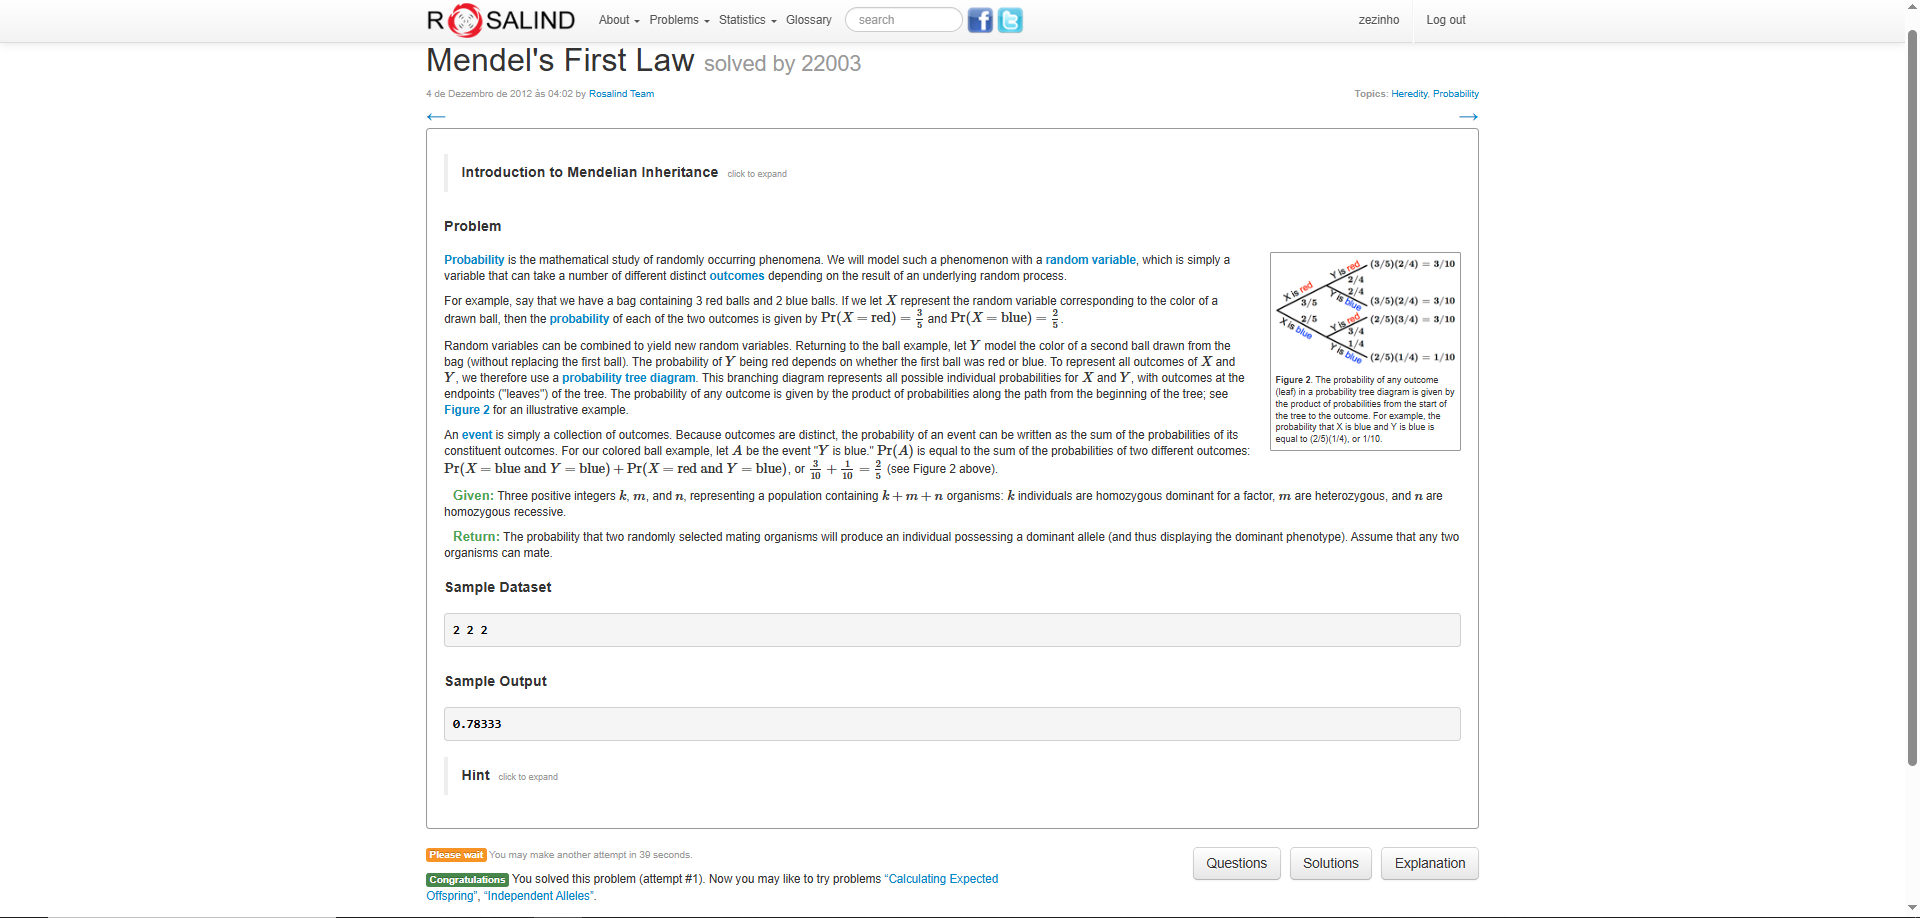 ROSALIND About Problems Statistics Glossary search zezinho Log out
Mendel's First Law solved by 22003
4 de Dezembro de 2012 às 04:02 by Rosalind Team Topics: Heredity, Probability
← →
Introduction to Mendelian Inheritance click to expand
Problem
Probability is the mathematical study of randomly occurring phenomena. We will model such a phenomenon with a random variable, which is simply a
variable that can take a number of different distinct outcomes depending on the result of an underlying random process.
For example, say that we have a bag containing 3 red balls and 2 blue balls. If we let X represent the random variable corresponding to the color of a
drawn ball, then the probability of each of the two outcomes is given by Pr(X = red) = 3/5 and Pr(X = blue) = 2/5.
Random variables can be combined to yield new random variables. Returning to the ball example, let Y model the color of a second ball drawn from the
bag (without replacing the first ball). The probability of Y being red depends on whether the first ball was red or blue. To represent all outcomes of X and
Y, we therefore use a probability tree diagram. This branching diagram represents all possible individual probabilities for X and Y, with outcomes at the
endpoints ("leaves") of the tree. The probability of any outcome is given by the product of probabilities along the path from the beginning of the tree; see
Figure 2 for an illustrative example.
An event is simply a collection of outcomes. Because outcomes are distinct, the probability of an event can be written as the sum of the probabilities of its
constituent outcomes. For our colored ball example, let A be the event "Y is blue." Pr(A) is equal to the sum of the probabilities of two different outcomes:
Pr(X = blue and Y = blue) + Pr(X = red and Y = blue), or 3/10 + 1/10 = 2/5 (see Figure 2 above).
X is red
3/5
2/5
X is blue
Y is red
2/4
(3/5)(2/4) = 3/10
2/4
Y is blue
(3/5)(2/4) = 3/10
Y is red
3/4
(2/5)(3/4) = 3/10
1/4
Y is blue
(2/5)(1/4) = 1/10
Figure 2. The probability of any outcome
(leaf) in a probability tree diagram is given by
the product of probabilities from the start of
the tree to the outcome. For example, the
probability that X is blue and Y is blue is
equal to (2/5)(1/4), or 1/10.
Given: Three positive integers k, m, and n, representing a population containing k + m + n organisms: k individuals are homozygous dominant for a factor, m are heterozygous, and n are
homozygous recessive.
Return: The probability that two randomly selected mating organisms will produce an individual possessing a dominant allele (and thus displaying the dominant phenotype). Assume that any two
organisms can mate.
Sample Dataset
2 2 2
Sample Output
0.78333
Hint click to expand
Please wait You may make another attempt in 39 seconds.
Congratulations You solved this problem (attempt #1). Now you may like to try problems “Calculating Expected
Offspring”, “Independent Alleles”.
Questions Solutions Explanation